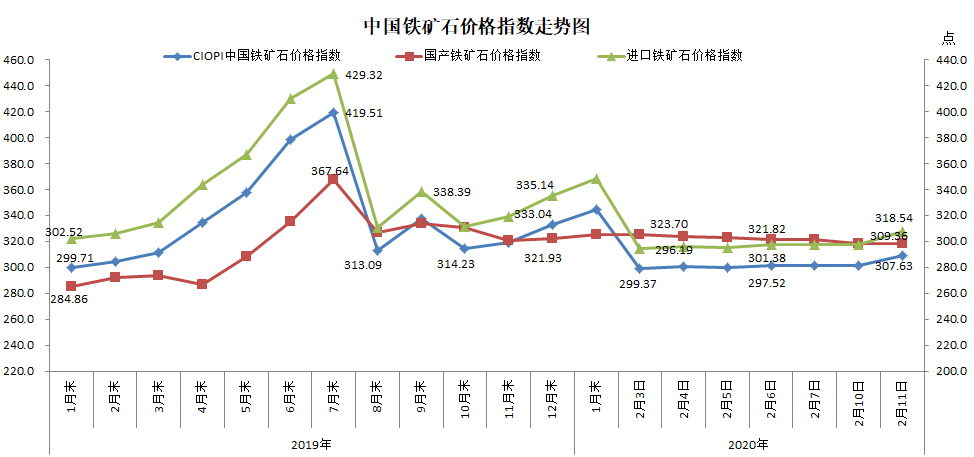 中国铁矿石价格指数走势图
点
CIOPI中国铁矿石价格指数 国产铁矿石价格指数 进口铁矿石价格指数
460.0 440.0
440.0 420.0
420.0 400.0
400.0 380.0
380.0 360.0
360.0 340.0
340.0 320.0
320.0 300.0
300.0 280.0
280.0 260.0
260.0 240.0
240.0 220.0
220.0 200.0
429.32
419.51
367.64
338.39 335.14
333.04
323.70 321.82 318.54
302.52
299.71
284.86
313.09 314.23 321.93
296.19 301.38 309.36
299.37 297.52 307.63
1月末 2月末 3月末 4月末 5月末 6月末 7月末 8月末 9月末 10月末 11月末 12月末 1月末 2月3日 2月4日 2月5日 2月6日 2月7日 2月10日 2月11日
2019年 2020年